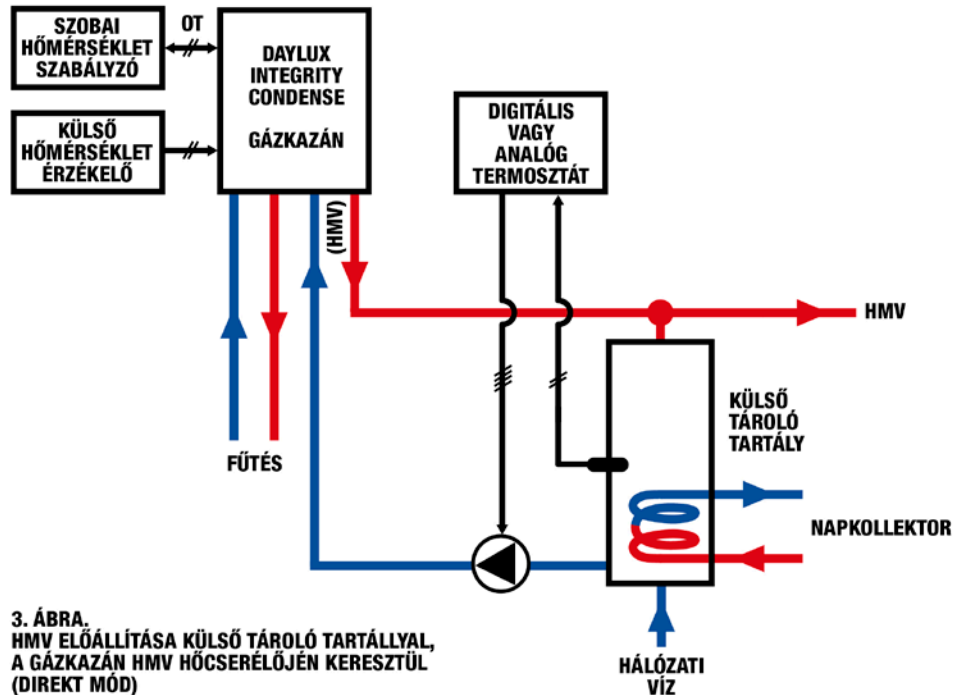 SZOBAI
HŐMÉRSÉKLET
SZABÁLYZÓ
OT
DAYLUX
INTEGRITY
CONDENSE
GÁZKAZÁN
KÜLSŐ
HŐMÉRSÉKLET
ÉRZÉKELŐ
DIGITÁLIS
VAGY
ANALÓG
TERMOSZTÁT
(HMV)
HMV
KÜLSŐ
TÁROLÓ
TARTÁLY
FŰTÉS
NAPKOLLEKTOR
3. ÁBRA.
HMV ELŐÁLLÍTÁSA KÜLSŐ TÁROLÓ TARTÁLLYAL,
A GÁZKAZÁN HMV HŐCSERÉLŐJÉN KERESZTÜL
(DIREKT MÓD)
HÁLÓZATI
VÍZ